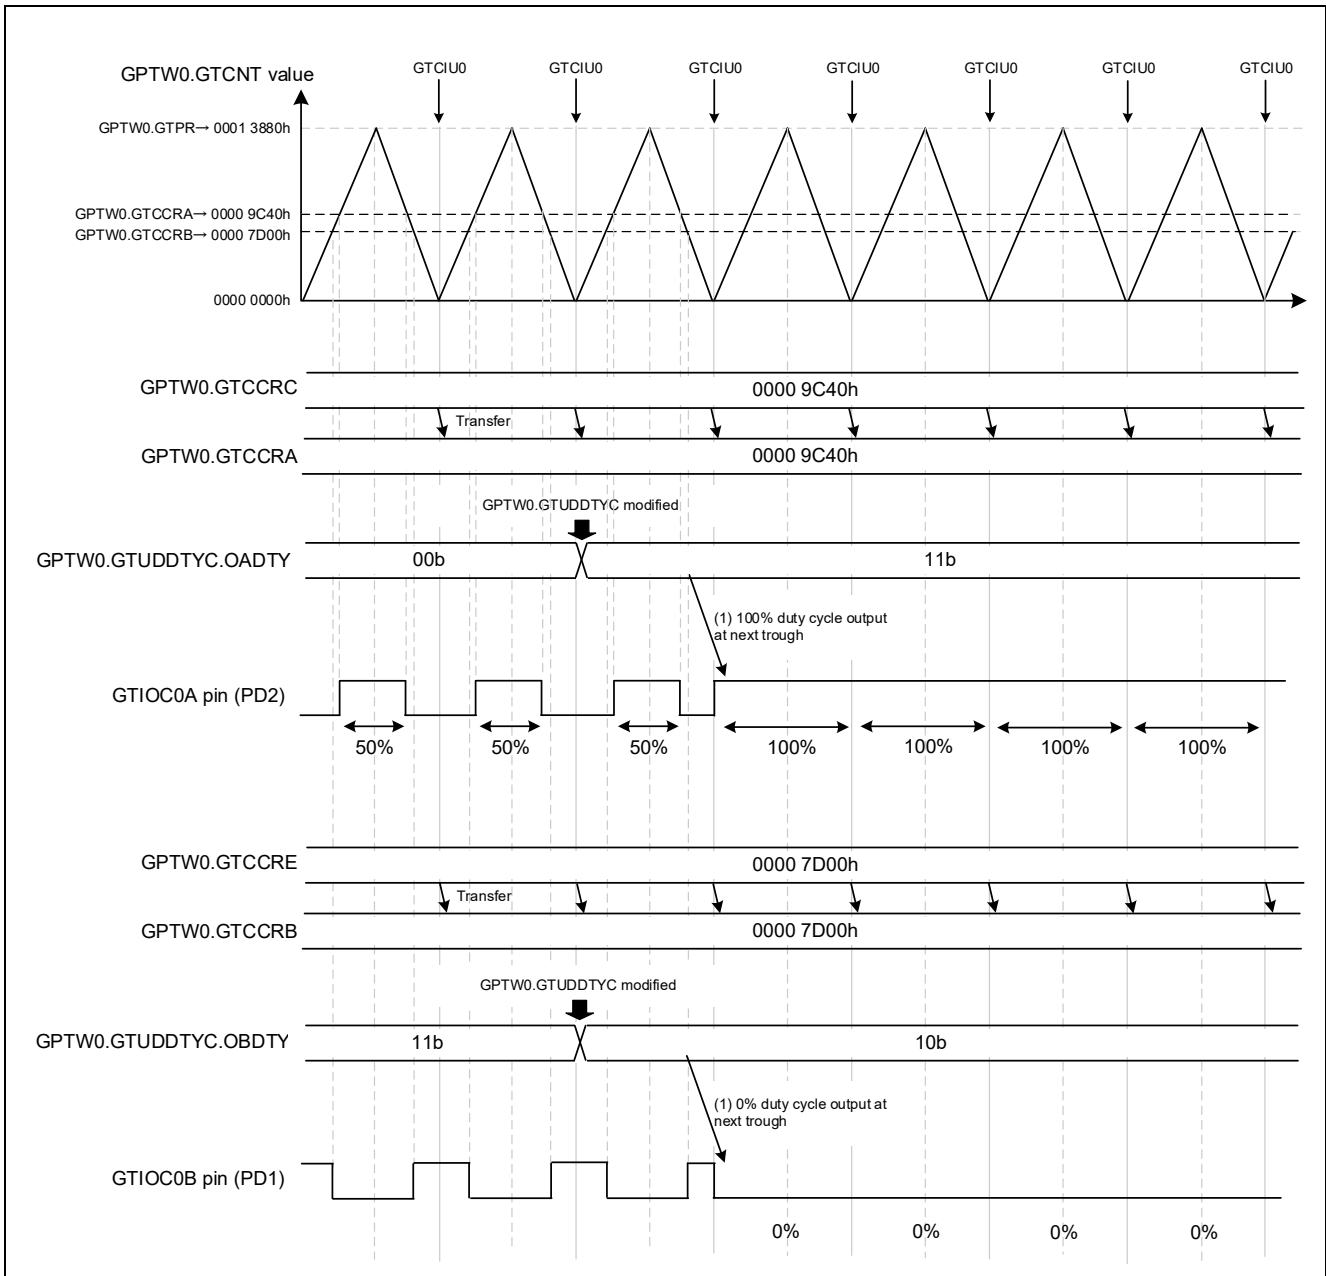 GPTW0.GTCNT value
GTCIU0 GTCIU0 GTCIU0 GTCIU0 GTCIU0 GTCIU0 GTCIU0
GPTW0.GTPR→ 0001 3880h
GPTW0.GTCCRA→ 0000 9C40h
GPTW0.GTCCRB→ 0000 7D00h
0000 0000h
GPTW0.GTCCRC
0000 9C40h
Transfer
GPTW0.GTCCRA
0000 9C40h
GPTW0.GTUDDTYC modified
GPTW0.GTUDDTYC.OADTY
00b
11b
(1) 100% duty cycle output
at next trough
GTIOC0A pin (PD2)
50% 50% 50% 100% 100% 100% 100%
GPTW0.GTCCRE
0000 7D00h
Transfer
GPTW0.GTCCRB
0000 7D00h
GPTW0.GTUDDTYC modified
GPTW0.GTUDDTYC.OBDTY
11b
10b
(1) 0% duty cycle output at
next trough
GTIOC0B pin (PD1)
0% 0% 0% 0%